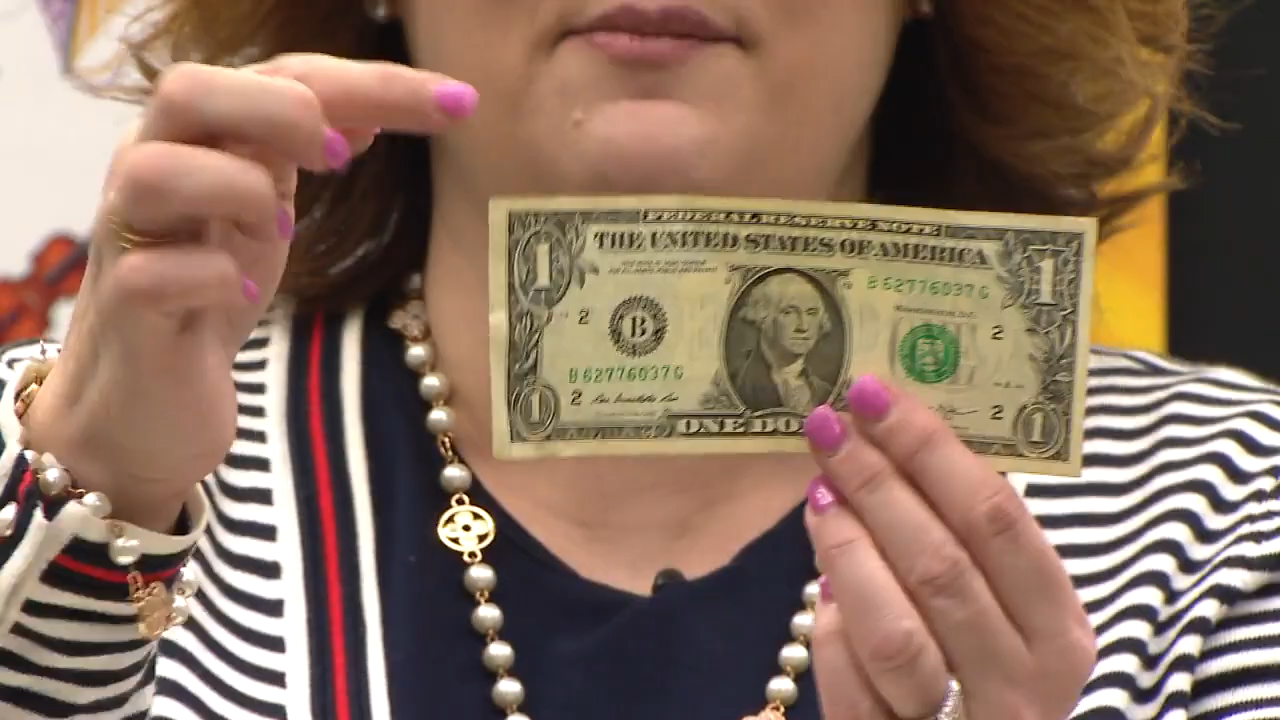 FEDERAL RESERVE NOTE
THE UNITED STATES OF AMERICA
1
1
B 62776037 G
2
B
2
B 62776037 G
2
2
1
ONE DO
1